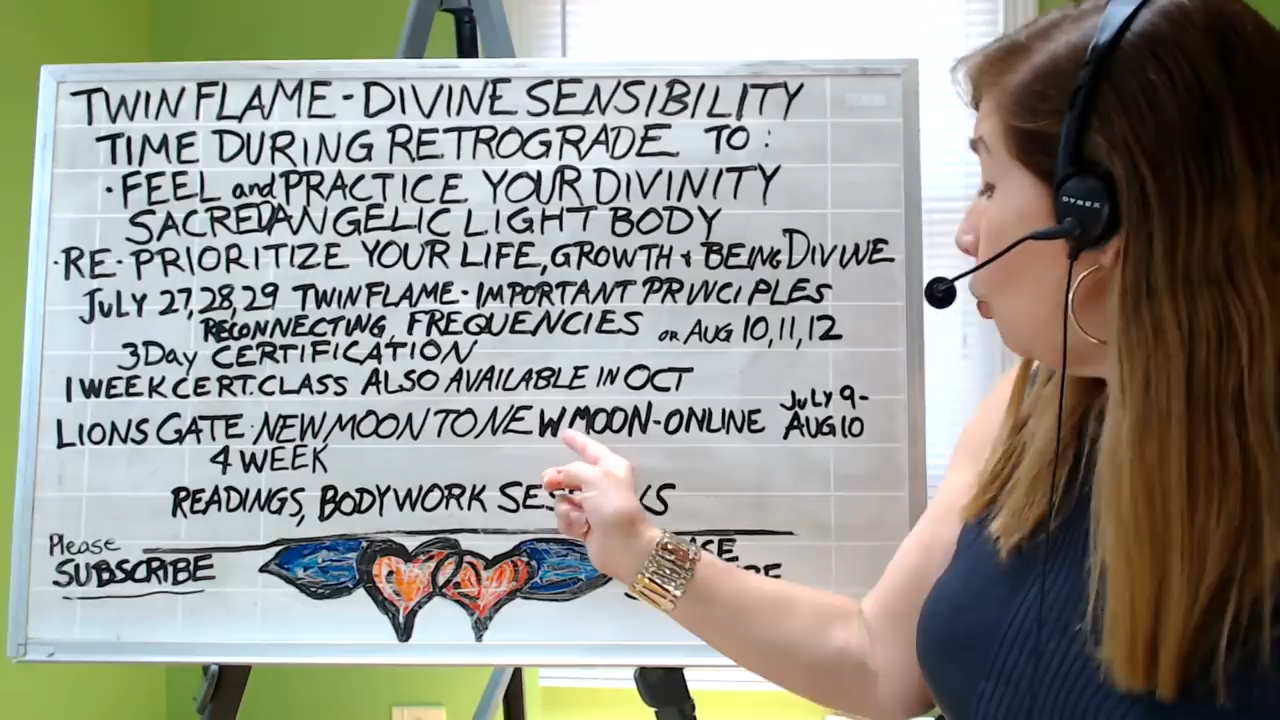 TWIN FLAME - DIVINE SENSIBILITY
TIME DURING RETROGRADE TO:
• FEEL and PRACTICE YOUR DIVINITY
SACRED ANGELIC LIGHT BODY
• RE-PRIORITIZE YOUR LIFE, GROWTH & BEING DIVINE
JULY 27, 28, 29 TWIN FLAME - IMPORTANT PRINCIPLES
RECONNECTING, FREQUENCIES OR AUG 10, 11, 12
3 Day CERTIFICATION
1 WEEK CERT. CLASS ALSO AVAILABLE IN OCT
LIONS GATE · NEW MOON TO NEW MOON - ONLINE JULY 9 -
AUG 10
4 WEEK
READINGS, BODYWORK
Please
SUBSCRIBE
DYNEX